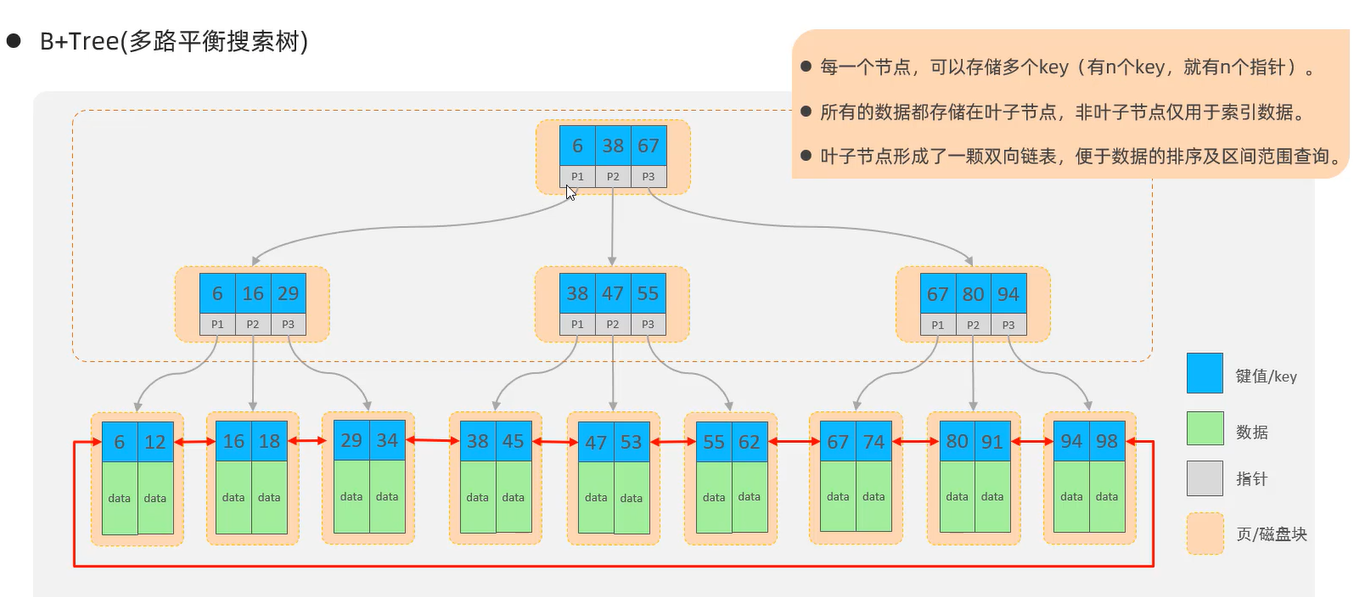 ● B+Tree(多路平衡搜索树)
● 每一个节点，可以存储多个key（有n个key，就有n个指针）。
● 所有的数据都存储在叶子节点，非叶子节点仅用于索引数据。
● 叶子节点形成了一颗双向链表，便于数据的排序及区间范围查询。
6 38 67
P1 P2 P3
6 16 29 38 47 55 67 80 94
P1 P2 P3 P1 P2 P3 P1 P2 P3
6 12 16 18 29 34 38 45 47 53 55 62 67 74 80 91 94 98
data data data data data data data data data data data data data data data data data data
键值/key
数据
指针
页/磁盘块